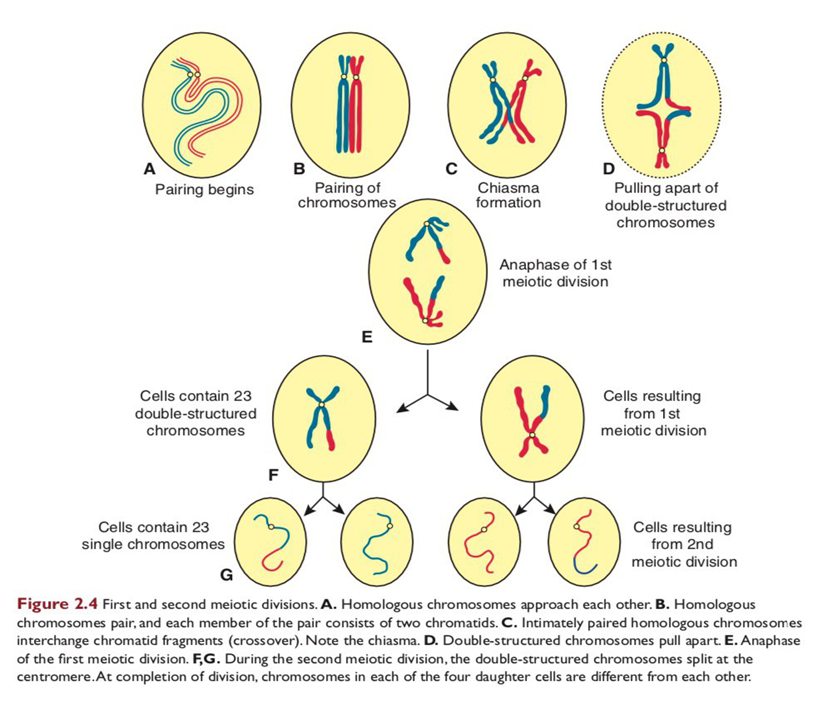 A
Pairing begins
B
Pairing of
chromosomes
C
Chiasma
formation
D
Pulling apart of
double-structured
chromosomes
Anaphase of 1st
meiotic division
E
Cells contain 23
double-structured
chromosomes
F
Cells resulting
from 1st
meiotic division
Cells contain 23
single chromosomes
G
Cells resulting
from 2nd
meiotic division
Figure 2.4 First and second meiotic divisions. A. Homologous chromosomes approach each other. B. Homologous
chromosomes pair, and each member of the pair consists of two chromatids. C. Intimately paired homologous chromosomes
interchange chromatid fragments (crossover). Note the chiasma. D. Double-structured chromosomes pull apart. E. Anaphase
of the first meiotic division. F,G. During the second meiotic division, the double-structured chromosomes split at the
centromere. At completion of division, chromosomes in each of the four daughter cells are different from each other.